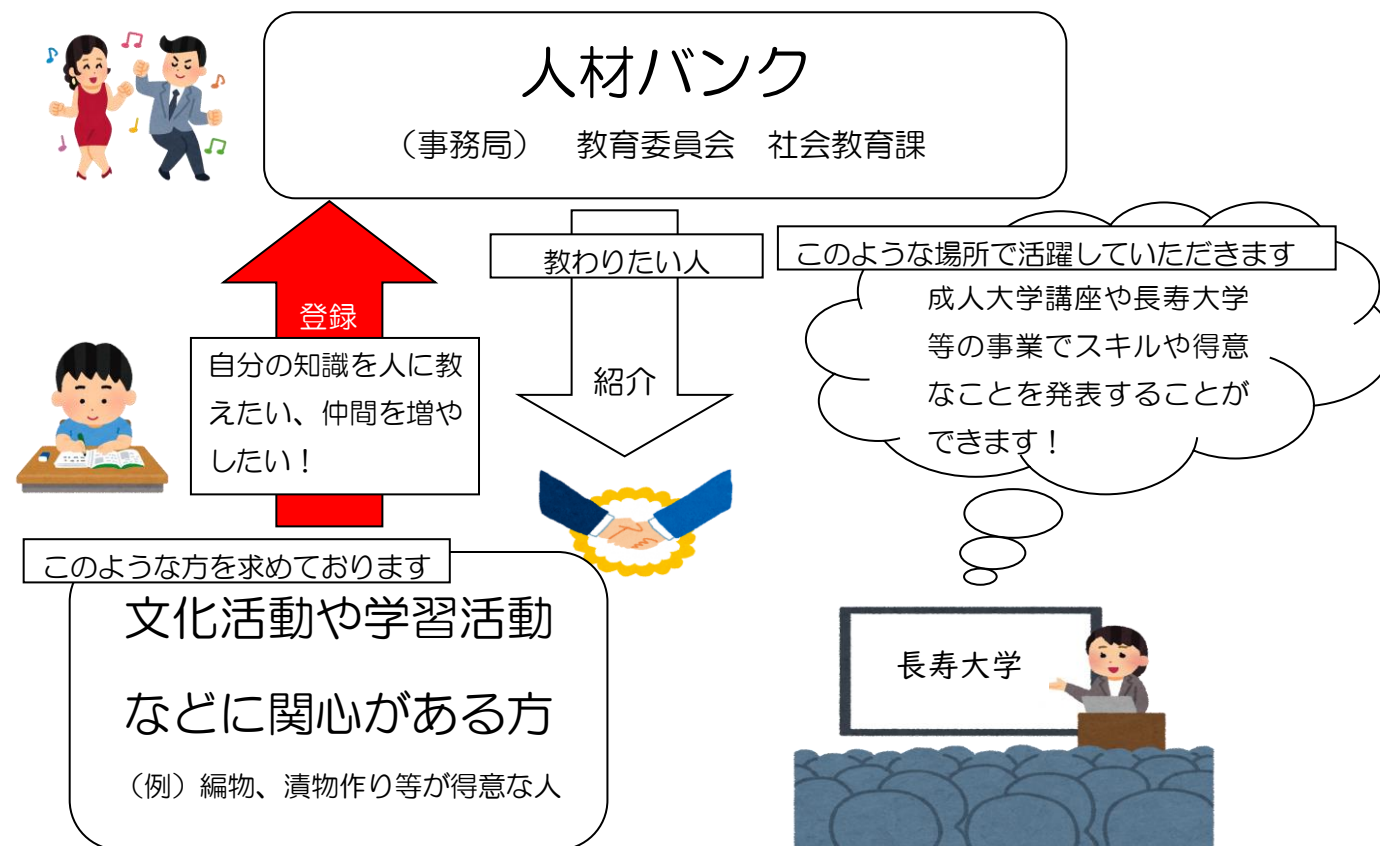 人材バンク
（事務局）　教育委員会　社会教育課
教わりたい人
このような場所で活躍していただきます
成人大学講座や長寿大学
等の事業でスキルや得意
なことを発表することが
できます！
登録
自分の知識を人に教
えたい、仲間を増や
したい！
紹介
このような方を求めております
文化活動や学習活動
などに関心がある方
（例）編物、漬物作り等が得意な人
長寿大学